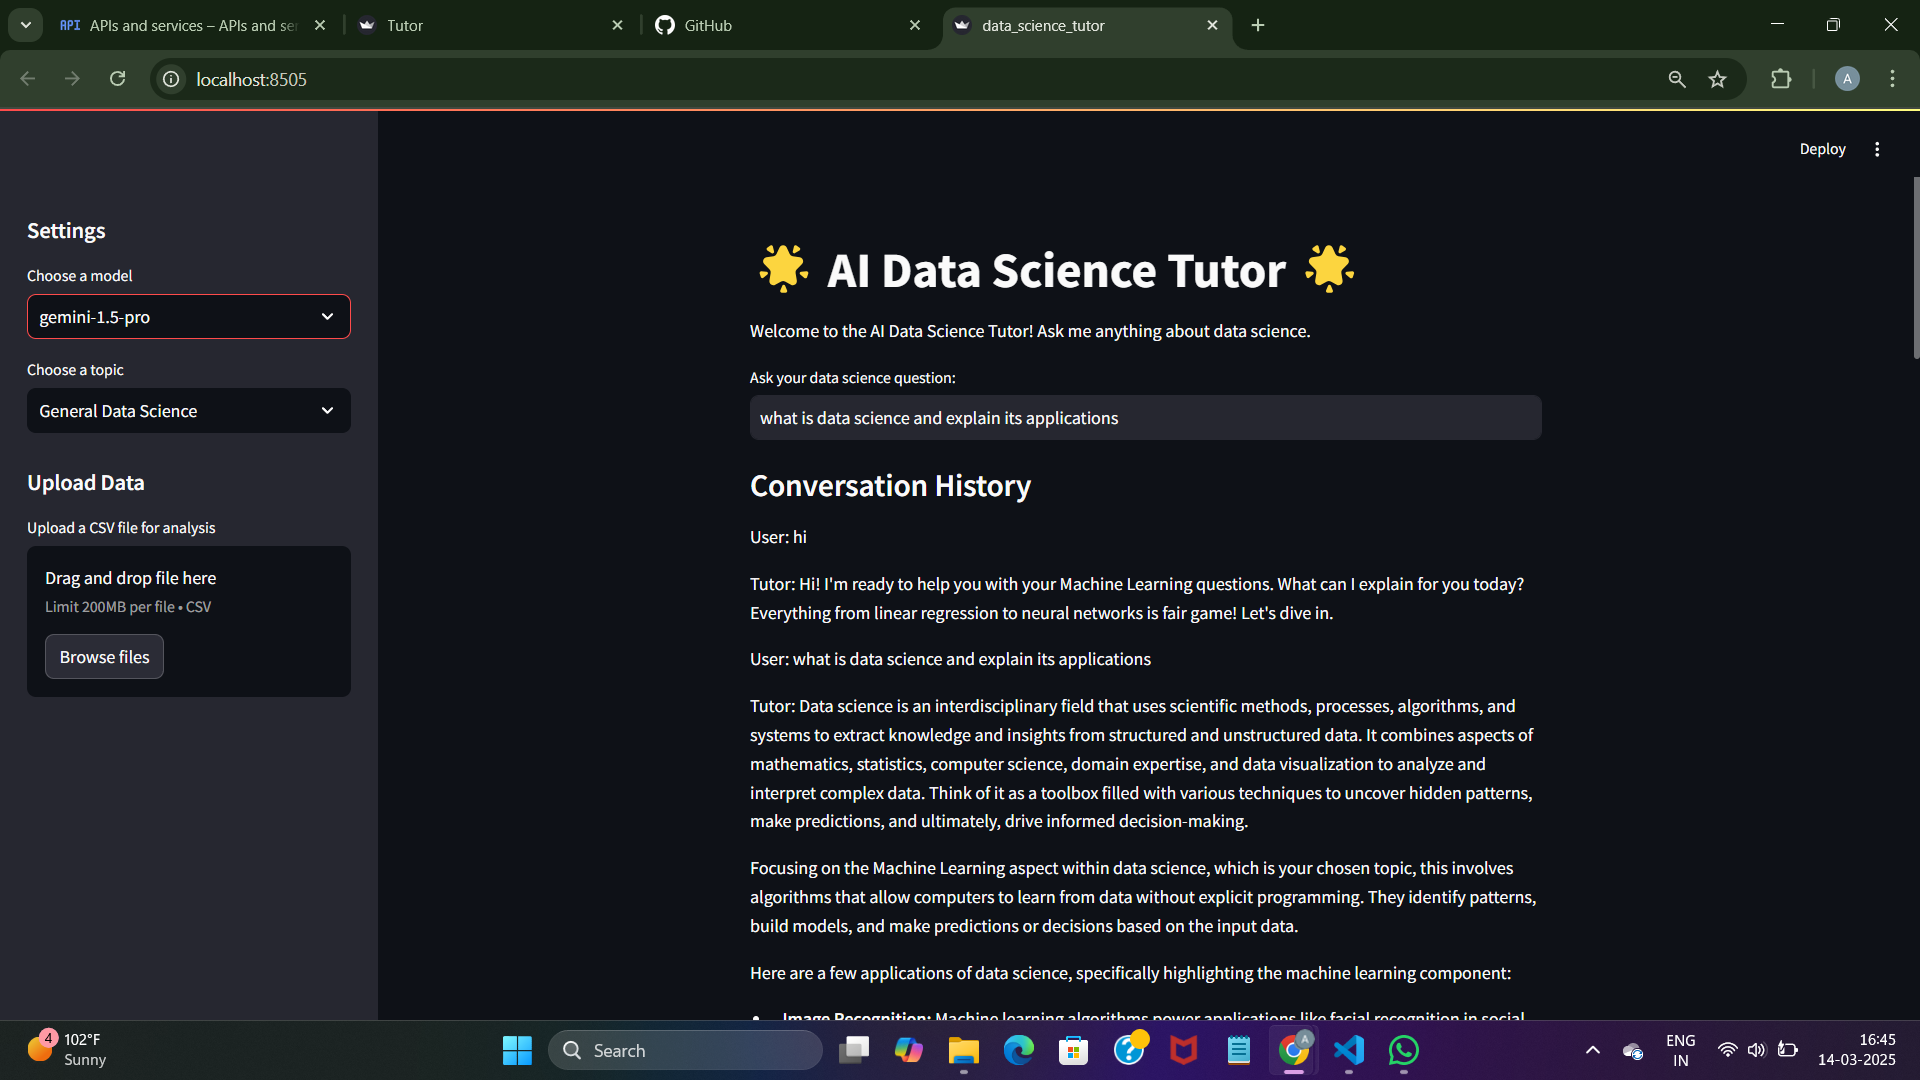 API APIs and services – APIs and ser
Tutor
GitHub
data_science_tutor
localhost:8505
A
Deploy
Settings
Choose a model
gemini-1.5-pro
Choose a topic
General Data Science
Upload Data
Upload a CSV file for analysis
Drag and drop file here
Limit 200MB per file • CSV
Browse files
AI Data Science Tutor
Welcome to the AI Data Science Tutor! Ask me anything about data science.
Ask your data science question:
what is data science and explain its applications
Conversation History
User: hi
Tutor: Hi! I'm ready to help you with your Machine Learning questions. What can I explain for you today?
Everything from linear regression to neural networks is fair game! Let's dive in.
User: what is data science and explain its applications
Tutor: Data science is an interdisciplinary field that uses scientific methods, processes, algorithms, and
systems to extract knowledge and insights from structured and unstructured data. It combines aspects of
mathematics, statistics, computer science, domain expertise, and data visualization to analyze and
interpret complex data. Think of it as a toolbox filled with various techniques to uncover hidden patterns,
make predictions, and ultimately, drive informed decision-making.
Focusing on the Machine Learning aspect within data science, which is your chosen topic, this involves
algorithms that allow computers to learn from data without explicit programming. They identify patterns,
build models, and make predictions or decisions based on the input data.
Here are a few applications of data science, specifically highlighting the machine learning component:
• Image Recognition: Machine learning algorithms power applications like facial recognition in social
4
102°F
Sunny
Search
A
ENG
IN
16:45
14-03-2025